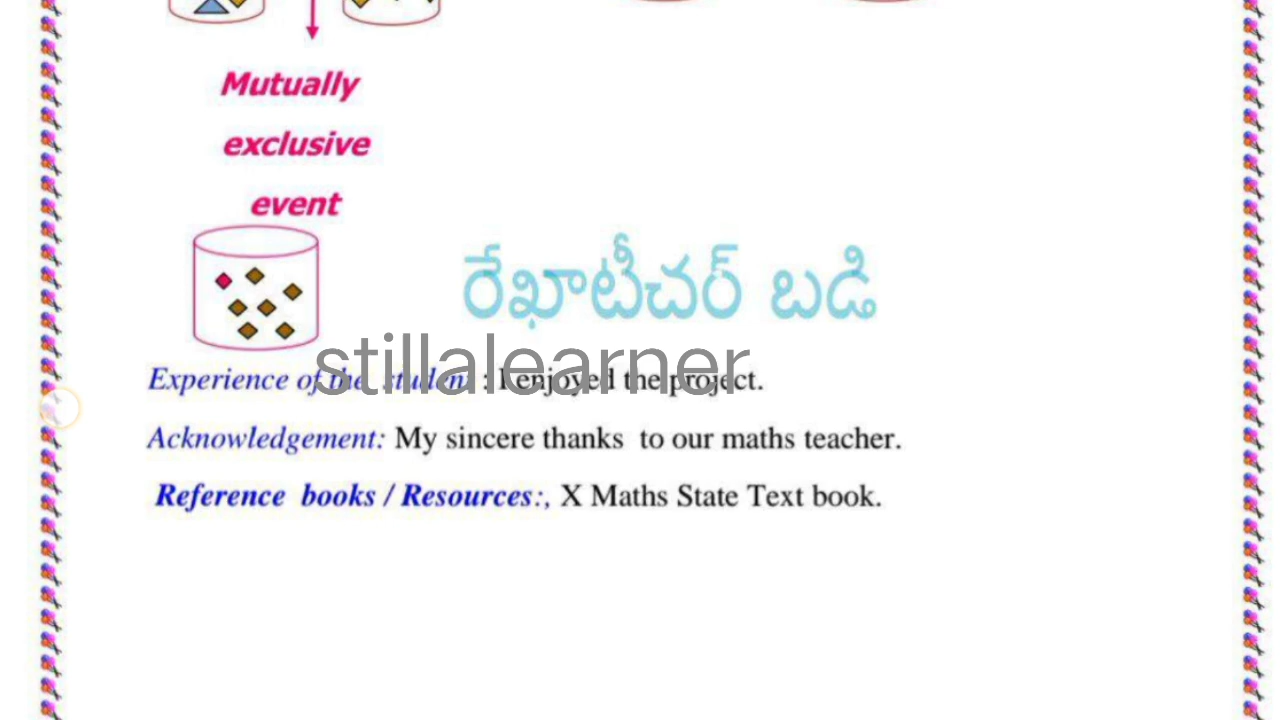 Mutually
exclusive
event
రేఖాటీచర్ బడి
stillalearner
Experience of the student : I enjoyed the project.
Acknowledgement: My sincere thanks to our maths teacher.
Reference books / Resources:, X Maths State Text book.